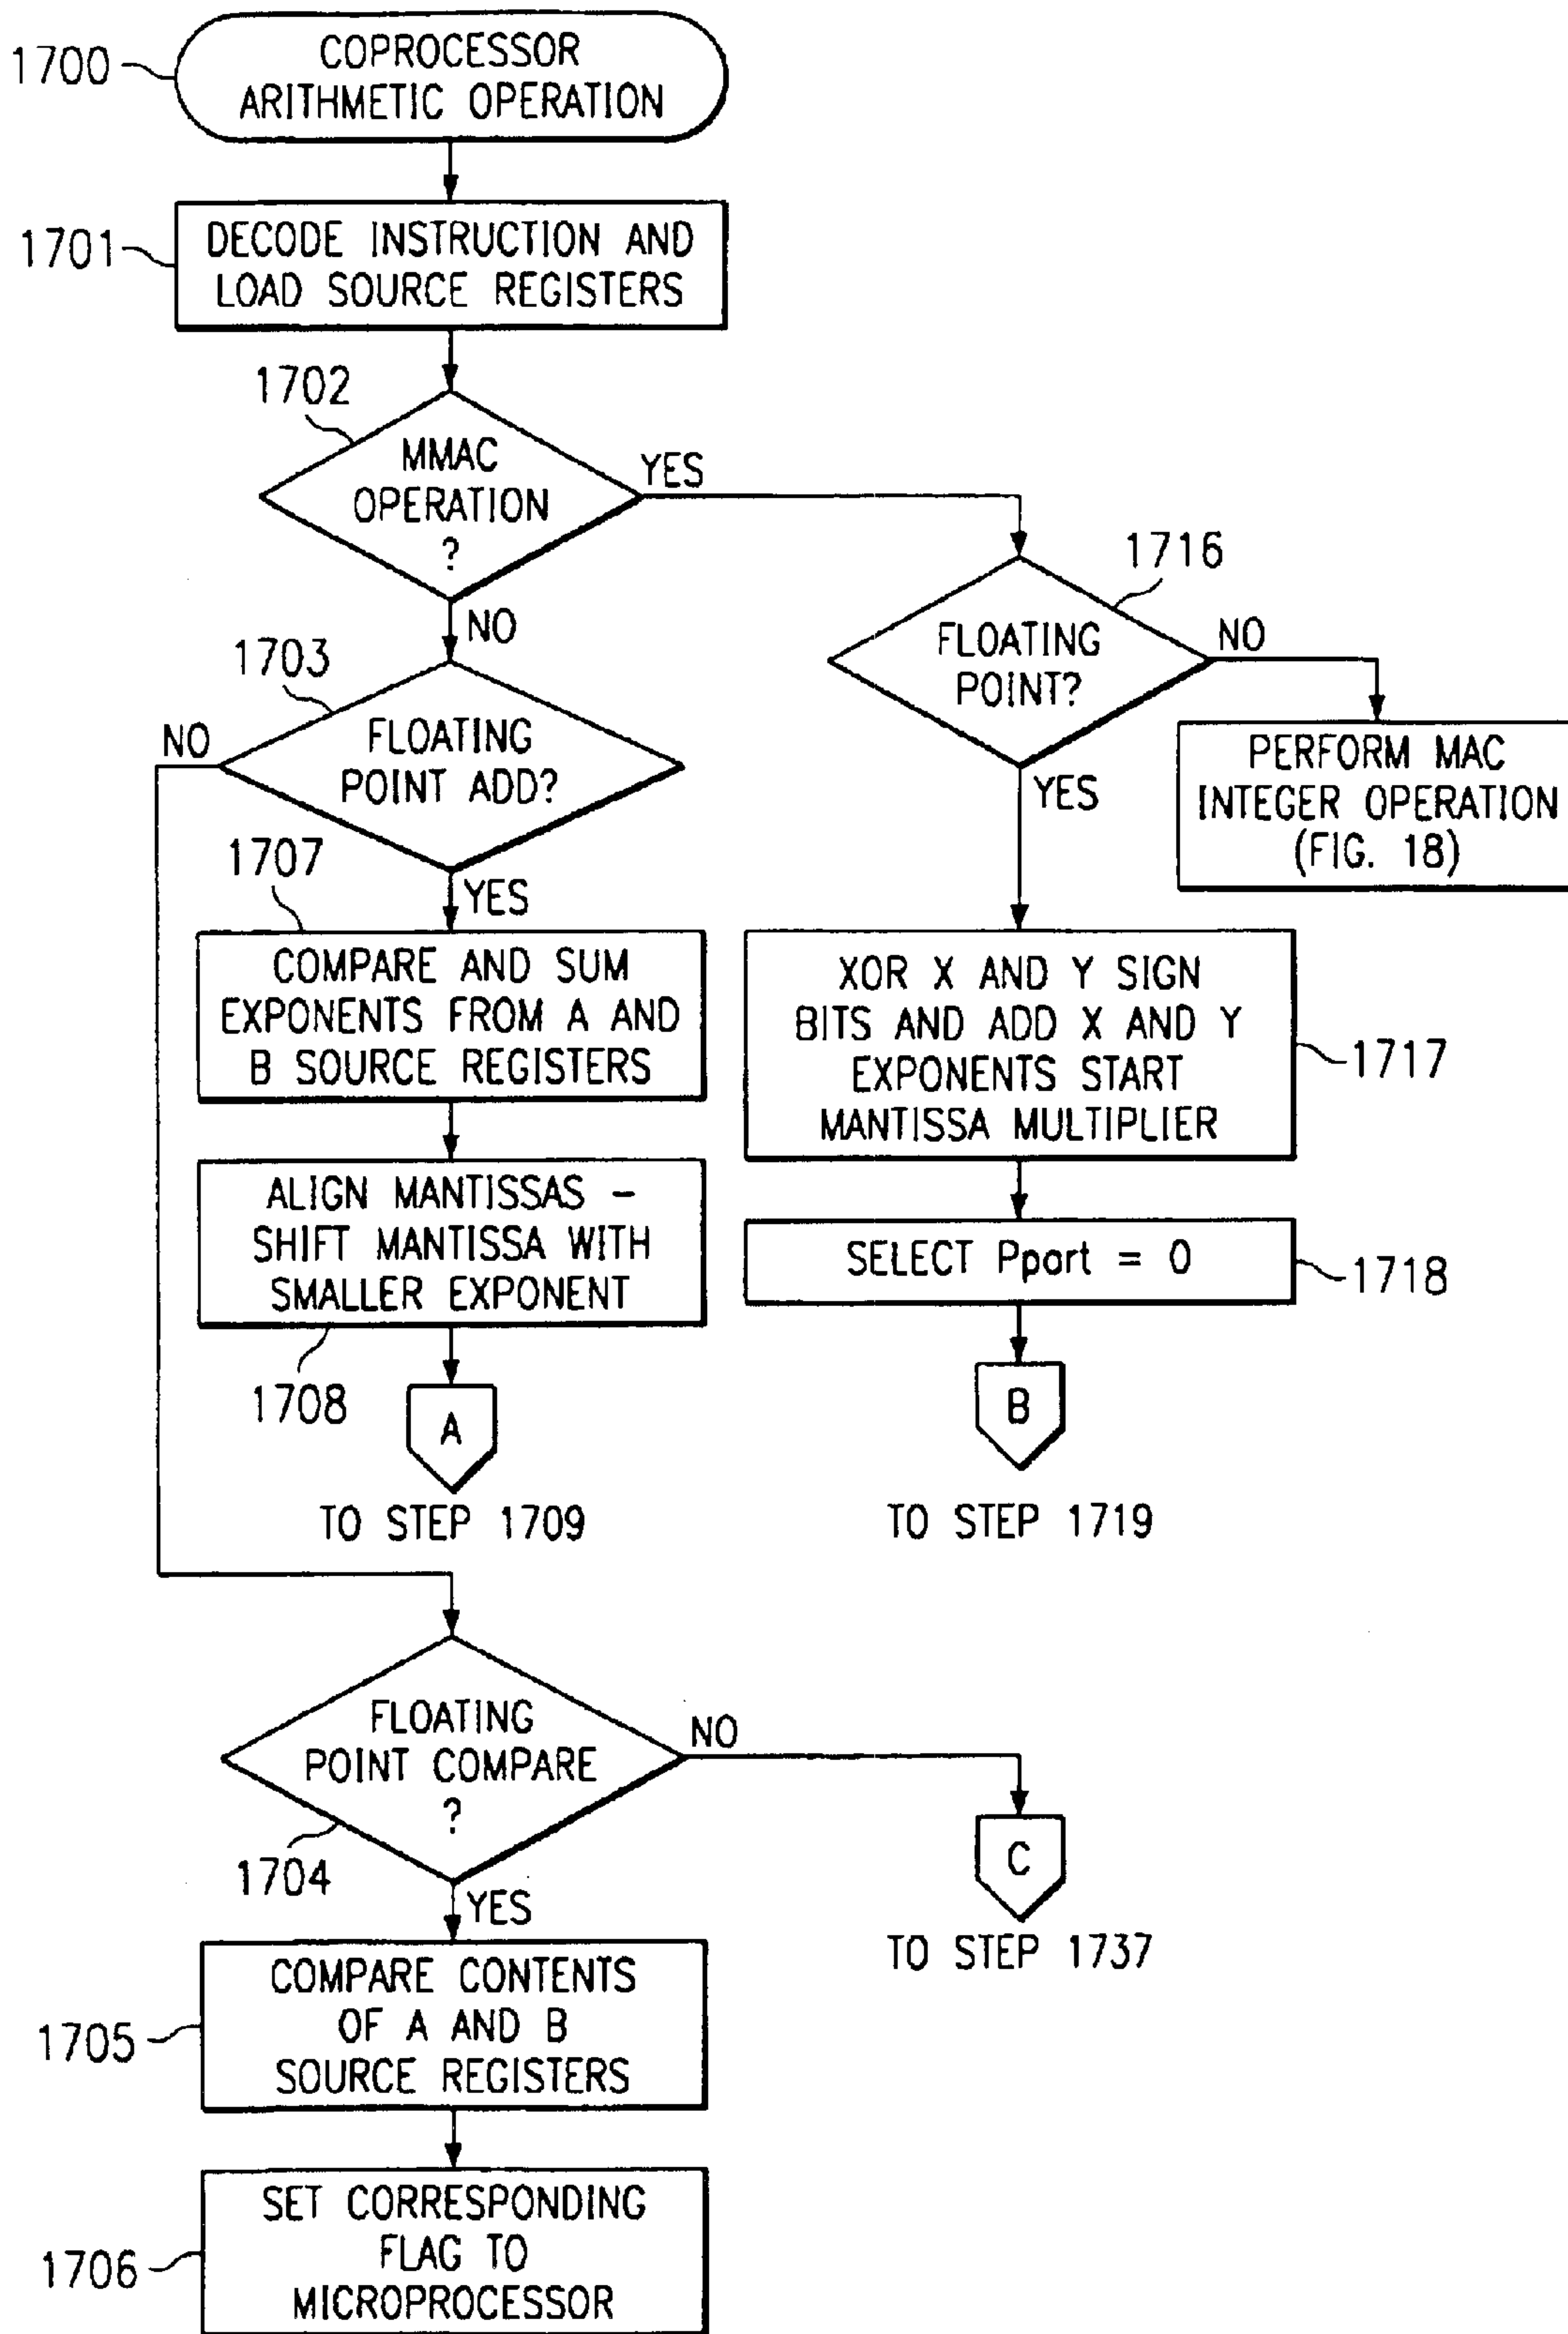 1700
COPROCESSOR
ARITHMETIC OPERATION
1701
DECODE INSTRUCTION AND
LOAD SOURCE REGISTERS
1702
MMAC
OPERATION
?
YES
NO
1716
FLOATING
POINT?
NO
YES
PERFORM MAC
INTEGER OPERATION
(FIG. 18)
1703
FLOATING
POINT ADD?
NO
YES
1707
COMPARE AND SUM
EXPONENTS FROM A AND
B SOURCE REGISTERS
XOR X AND Y SIGN
BITS AND ADD X AND Y
EXPONENTS START
MANTISSA MULTIPLIER
1717
ALIGN MANTISSAS –
SHIFT MANTISSA WITH
SMALLER EXPONENT
1708
SELECT Ppart = 0
1718
A
TO STEP 1709
B
TO STEP 1719
FLOATING
POINT COMPARE
?
1704
NO
YES
C
TO STEP 1737
COMPARE CONTENTS
OF A AND B
SOURCE REGISTERS
1705
SET CORRESPONDING
FLAG TO
MICROPROCESSOR
1706